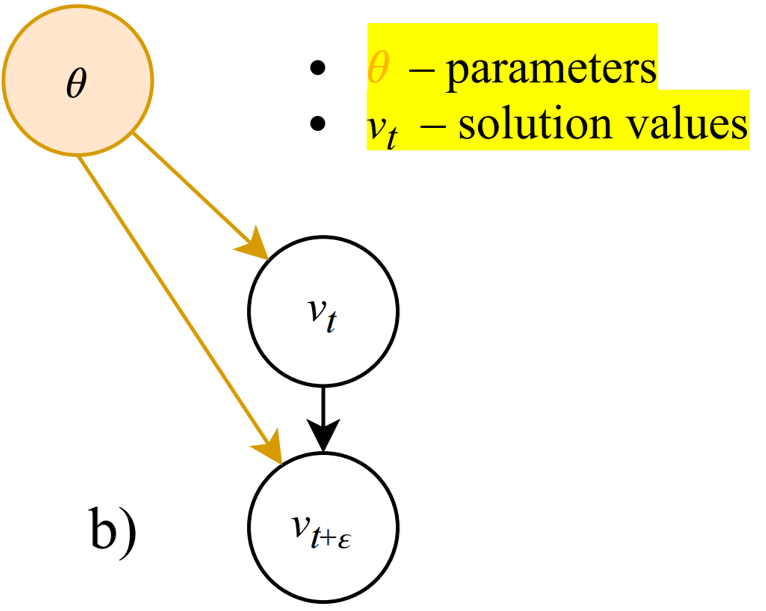 θ
• θ – parameters
• v_t – solution values
v_t
v_{t+ε}
b)